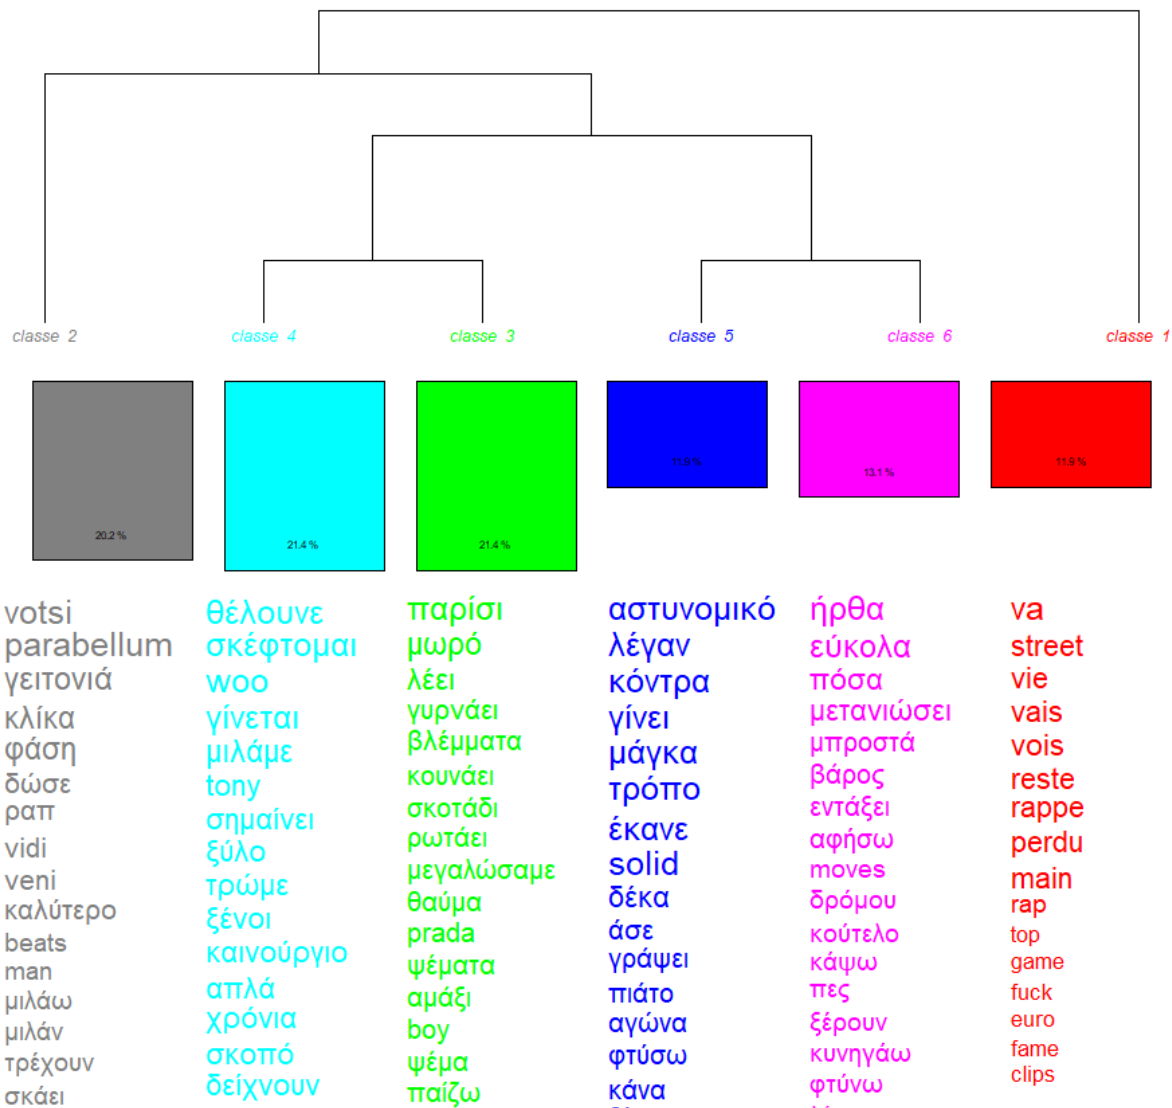 classe 2
classe 4
classe 3
classe 5
classe 6
classe 1
20.2 %
21.4 %
21.4 %
11.9 %
13.1 %
11.9 %
votsi
parabellum
γειτονιά
κλίκα
φάση
δώσε
ραπ
vidi
veni
καλύτερο
beats
man
μιλάω
μιλάν
τρέχουν
σκάει
θέλουνε
σκέφτομαι
woo
γίνεται
μιλάμε
tony
σημαίνει
ξύλο
τρώμε
ξένοι
καινούργιο
απλά
χρόνια
σκοπό
δείχνουν
παρίσι
μωρό
λέει
γυρνάει
βλέμματα
κουνάει
σκοτάδι
ρωτάει
μεγαλώσαμε
θαύμα
prada
ψέματα
αμάξι
boy
ψέμα
παίζω
αστυνομικό
λέγαν
κόντρα
γίνει
μάγκα
τρόπο
έκανε
solid
δέκα
άσε
γράψει
πιάτο
αγώνα
φτύσω
κάνα
ήρθα
εύκολα
πόσα
μετανιώσει
μπροστά
βάρος
εντάξει
αφήσω
moves
δρόμου
κούτελο
κάψω
πες
ξέρουν
κυνηγάω
φτύνω
va
street
vie
vais
vois
reste
rappe
perdu
main
rap
top
game
fuck
euro
fame
clips